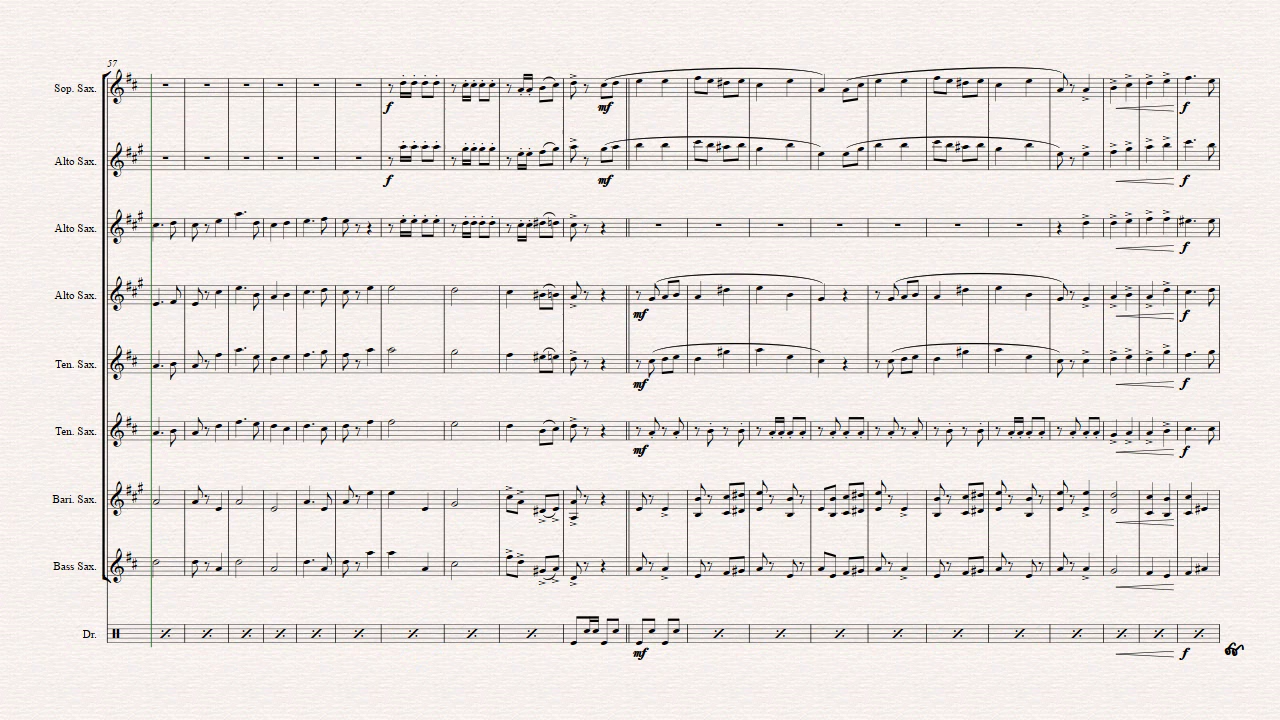 57
Sop. Sax.
f
mf
f
Alto Sax.
f
mf
f
Alto Sax.
f
Alto Sax.
mf
f
Ten. Sax.
mf
f
Ten. Sax.
mf
f
Bari. Sax.
Bass Sax.
Dr.
mf
f